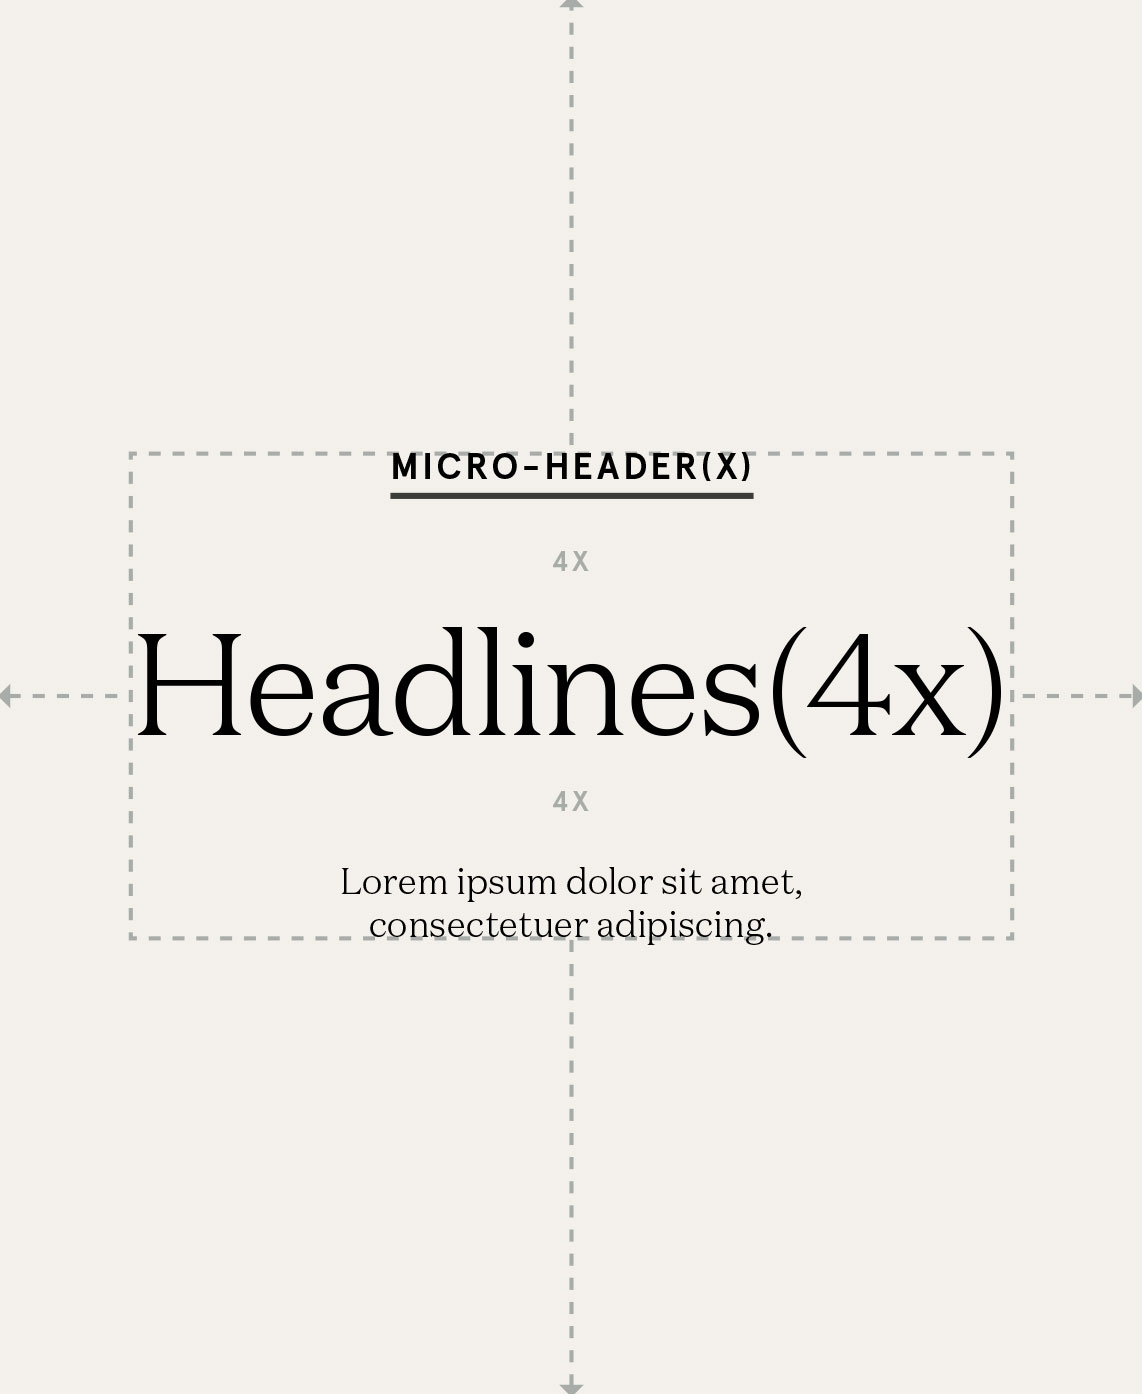 MICRO-HEADER(X)
4X
Headlines(4x)
4X
Lorem ipsum dolor sit amet,
consectetuer adipiscing.